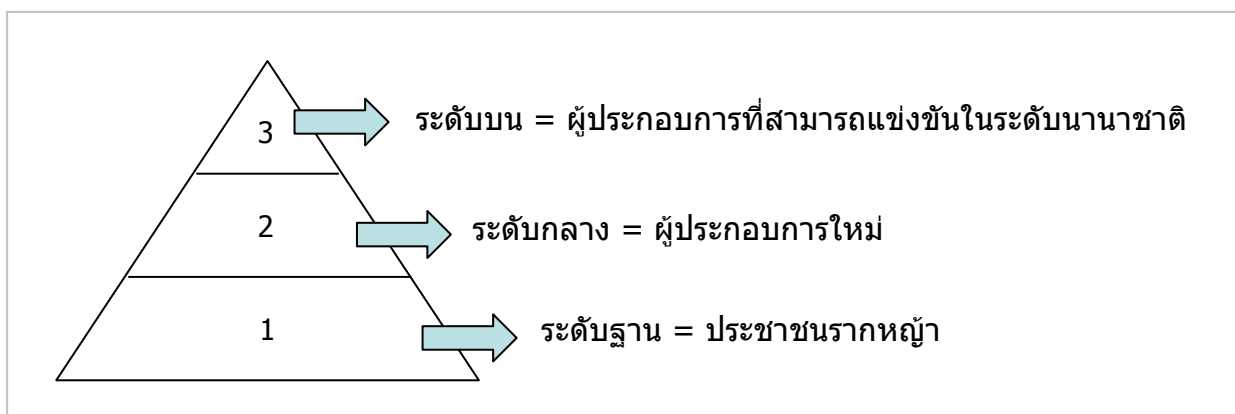 3
ระดับบน = ผู้ประกอบการที่สามารถแข่งขันในระดับนานาชาติ
2
ระดับกลาง = ผู้ประกอบการใหม่
1
ระดับฐาน = ประชาชนรากหญ้า